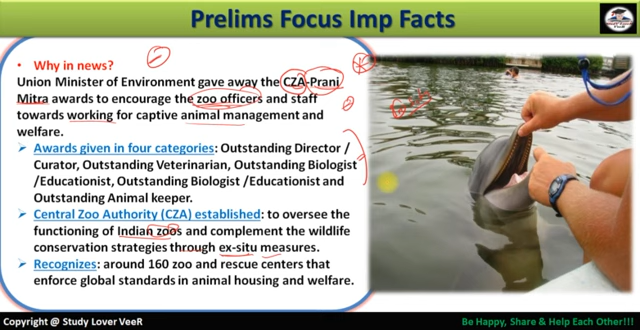 Prelims Focus Imp Facts
• Why in news?
Union Minister of Environment gave away the CZA-Prani
Mitra awards to encourage the zoo officers and staff
towards working for captive animal management and
welfare.
➢ Awards given in four categories: Outstanding Director /
Curator, Outstanding Veterinarian, Outstanding Biologist
/Educationist, Outstanding Biologist /Educationist and
Outstanding Animal keeper.
➢ Central Zoo Authority (CZA) established: to oversee the
functioning of Indian zoos and complement the wildlife
conservation strategies through ex-situ measures.
➢ Recognizes: around 160 zoo and rescue centers that
enforce global standards in animal housing and welfare.
Copyright @ Study Lover VeeR
Be Happy, Share & Help Each Other!!!